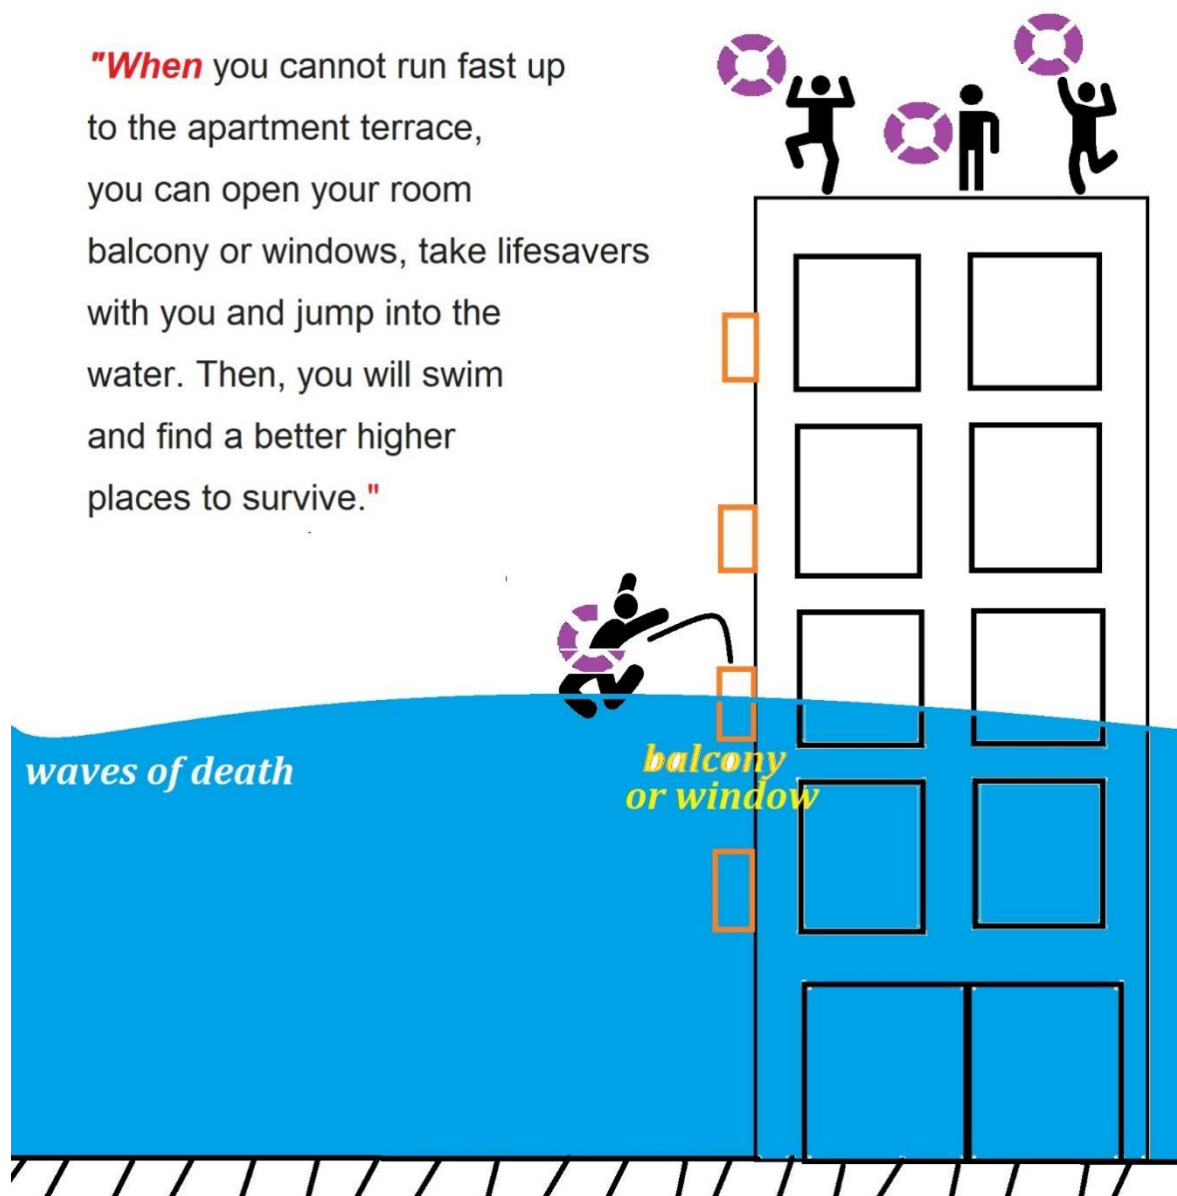 "When you cannot run fast up
to the apartment terrace,
you can open your room
balcony or windows, take lifesavers
with you and jump into the
water. Then, you will swim
and find a better higher
places to survive."
waves of death
balcony
or window